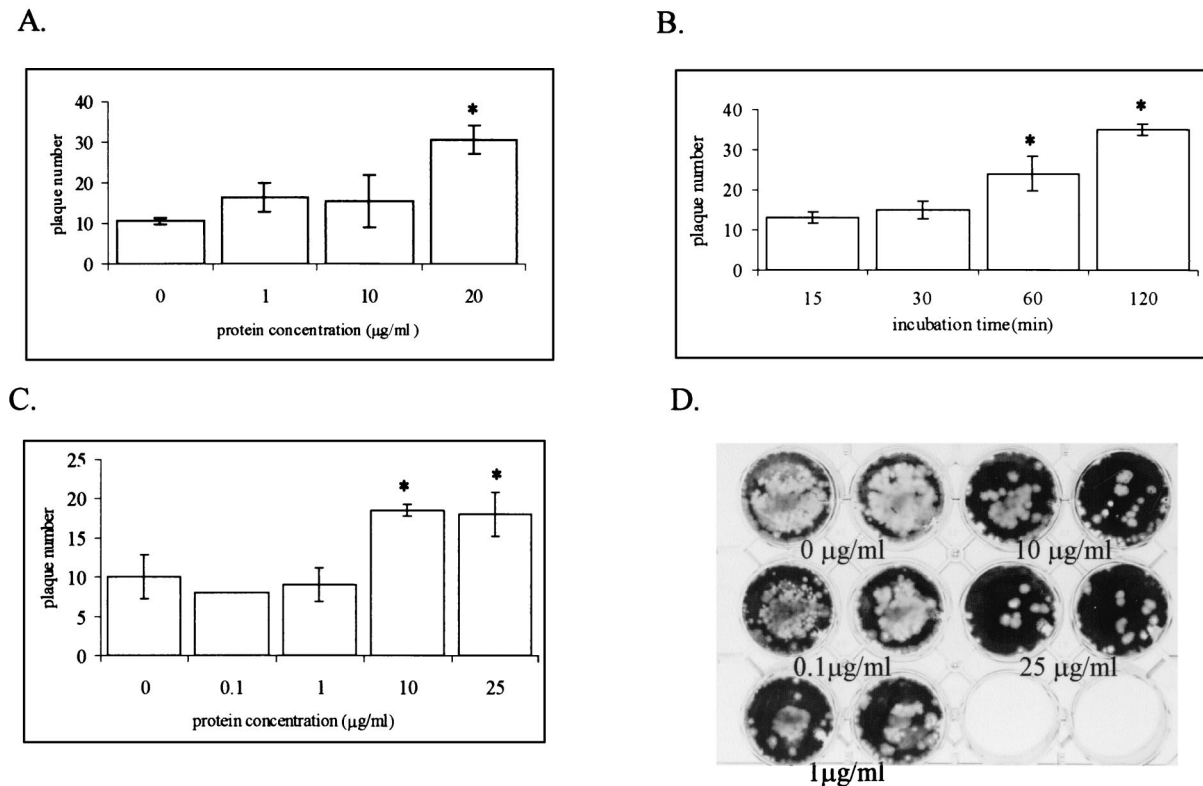 A.
40
30
20
10
0
plaque number
*
0 1 10 20
protein concentration (μg/ml )
B.
40
30
20
10
0
plaque number
*
*
15 30 60 120
incubation time(min)
C.
25
20
15
10
5
0
plaque number
*
*
0 0.1 1 10 25
protein concentration (μg/ml)
D.
0 μg/ml 10 μg/ml
0.1μg/ml 25 μg/ml
1μg/ml